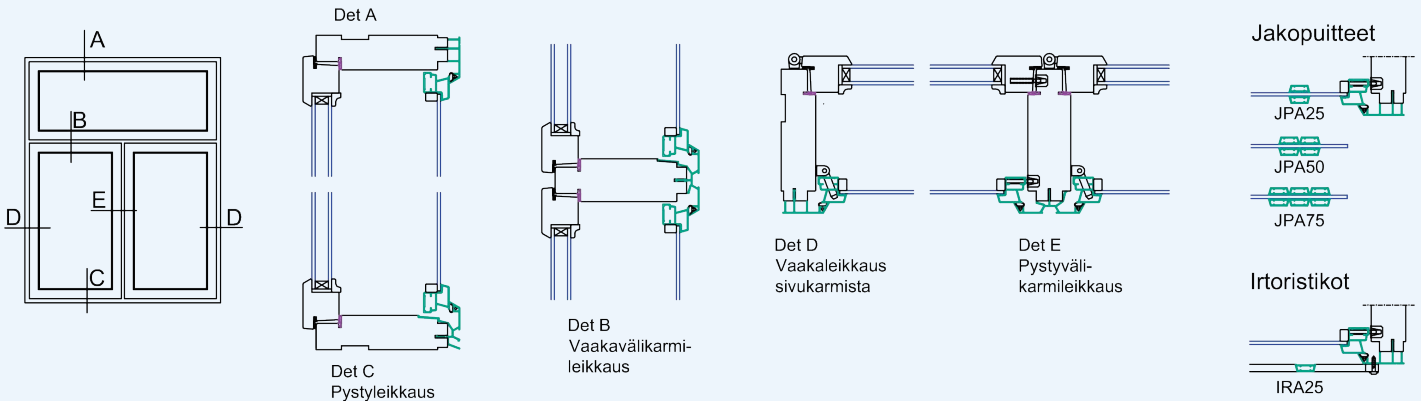 A
B
E
D
D
C
Det A
Det C
Pystyleikkaus
Det B
Vaakavälikarmi-
leikkaus
Det D
Vaakaleikkaus
sivukarmista
Det E
Pystyväli-
karmileikkaus
Jakopuitteet
JPA25
JPA50
JPA75
Irtoristikot
IRA25